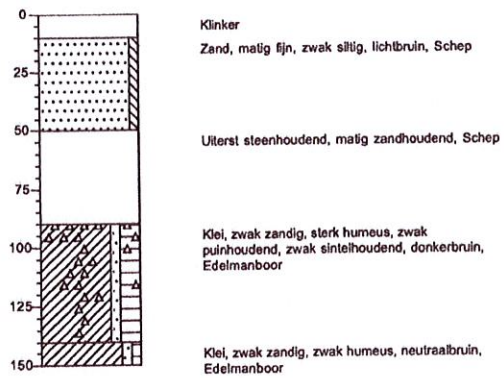 0
Klinker
Zand, matig fijn, zwak siltig, lichtbruin, Schep
25
50
Uiterst steenhoudend, matig zandhoudend, Schep
75
Klei, zwak zandig, sterk humeus, zwak
puinhoudend, zwak sintelhoudend, donkerbruin,
Edelmanboor
100
125
150
Klei, zwak zandig, zwak humeus, neutraalbruin,
Edelmanboor